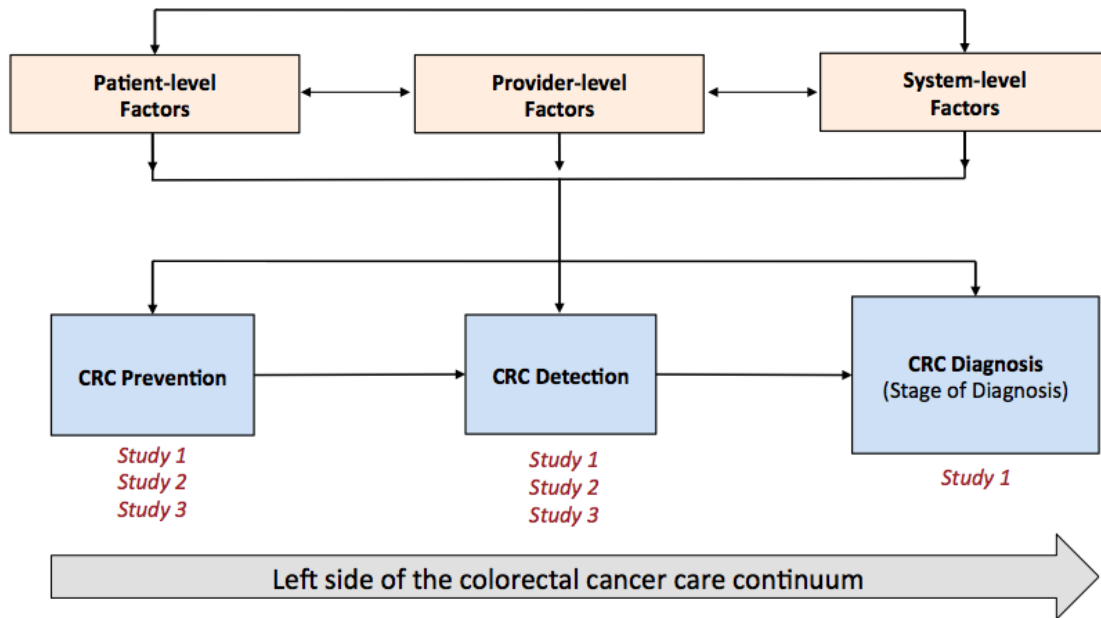 Patient-level
Factors
Provider-level
Factors
System-level
Factors
CRC Prevention
CRC Detection
CRC Diagnosis
(Stage of Diagnosis)
Study 1
Study 2
Study 3
Study 1
Study 2
Study 3
Study 1
Left side of the colorectal cancer care continuum